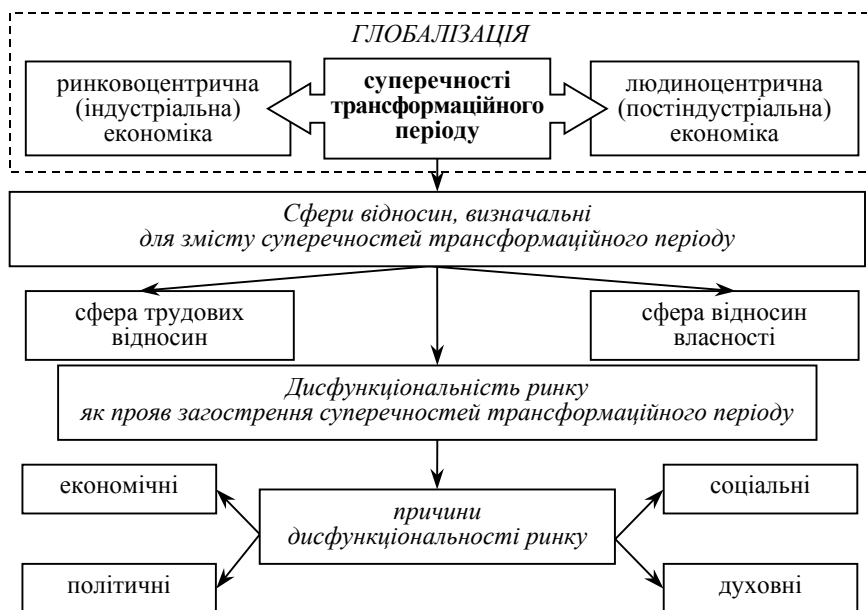 ГЛОБАЛІЗАЦІЯ
ринковоцентрична
(індустріальна)
економіка
суперечності
трансформаційного
періоду
людиноцентрична
(постіндустріальна)
економіка
Сфери відносин, визначальні
для змісту суперечностей трансформаційного періоду
сфера трудових
відносин
сфера відносин
власності
Дисфункціональність ринку
як прояв загострення суперечностей трансформаційного періоду
економічні
соціальні
причини
дисфункціональності ринку
політичні
духовні